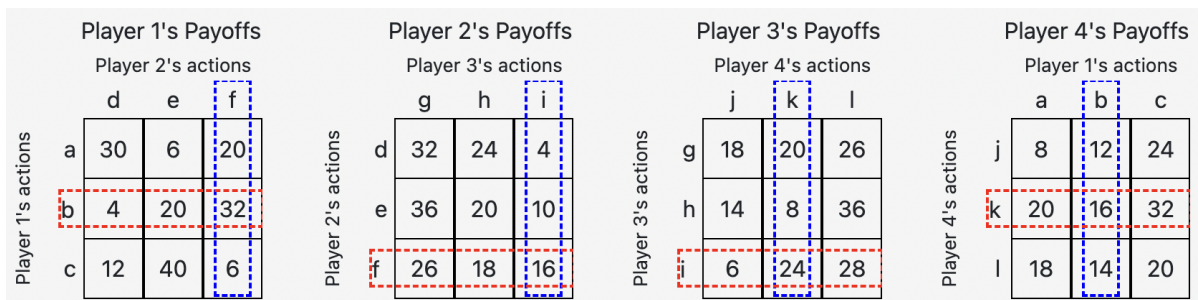 Player 1's Payoffs Player 2's Payoffs Player 3's Payoffs Player 4's Payoffs
Player 2's actions Player 3's actions Player 4's actions Player 1's actions
d e f g h i j k l a b c
Player 1's actions Player 2's actions Player 3's actions Player 4's actions
a 30 6 20 d 32 24 4 g 18 20 26 j 8 12 24
b 4 20 32 e 36 20 10 h 14 8 36 k 20 16 32
c 12 40 6 f 26 18 16 i 6 24 28 l 18 14 20